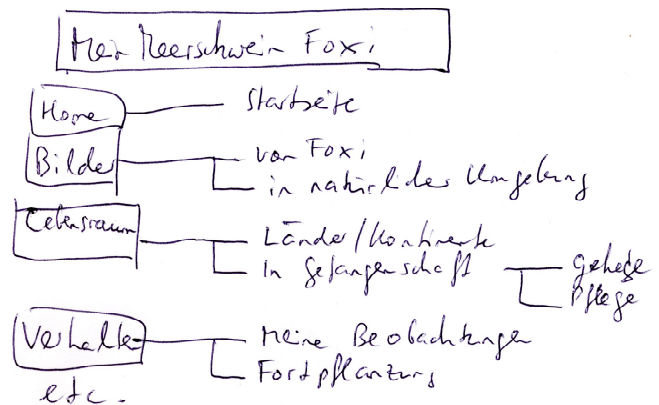 Mein Meerschwein Foxi
Home Startseite
Bilder von Foxi
in natürlicher Umgebung
Lebensraum Länder/Kontinente
In Gefangenschaft Gehege
Pflege
Verhalten Meine Beobachtungen
Fortpflanzung
etc.